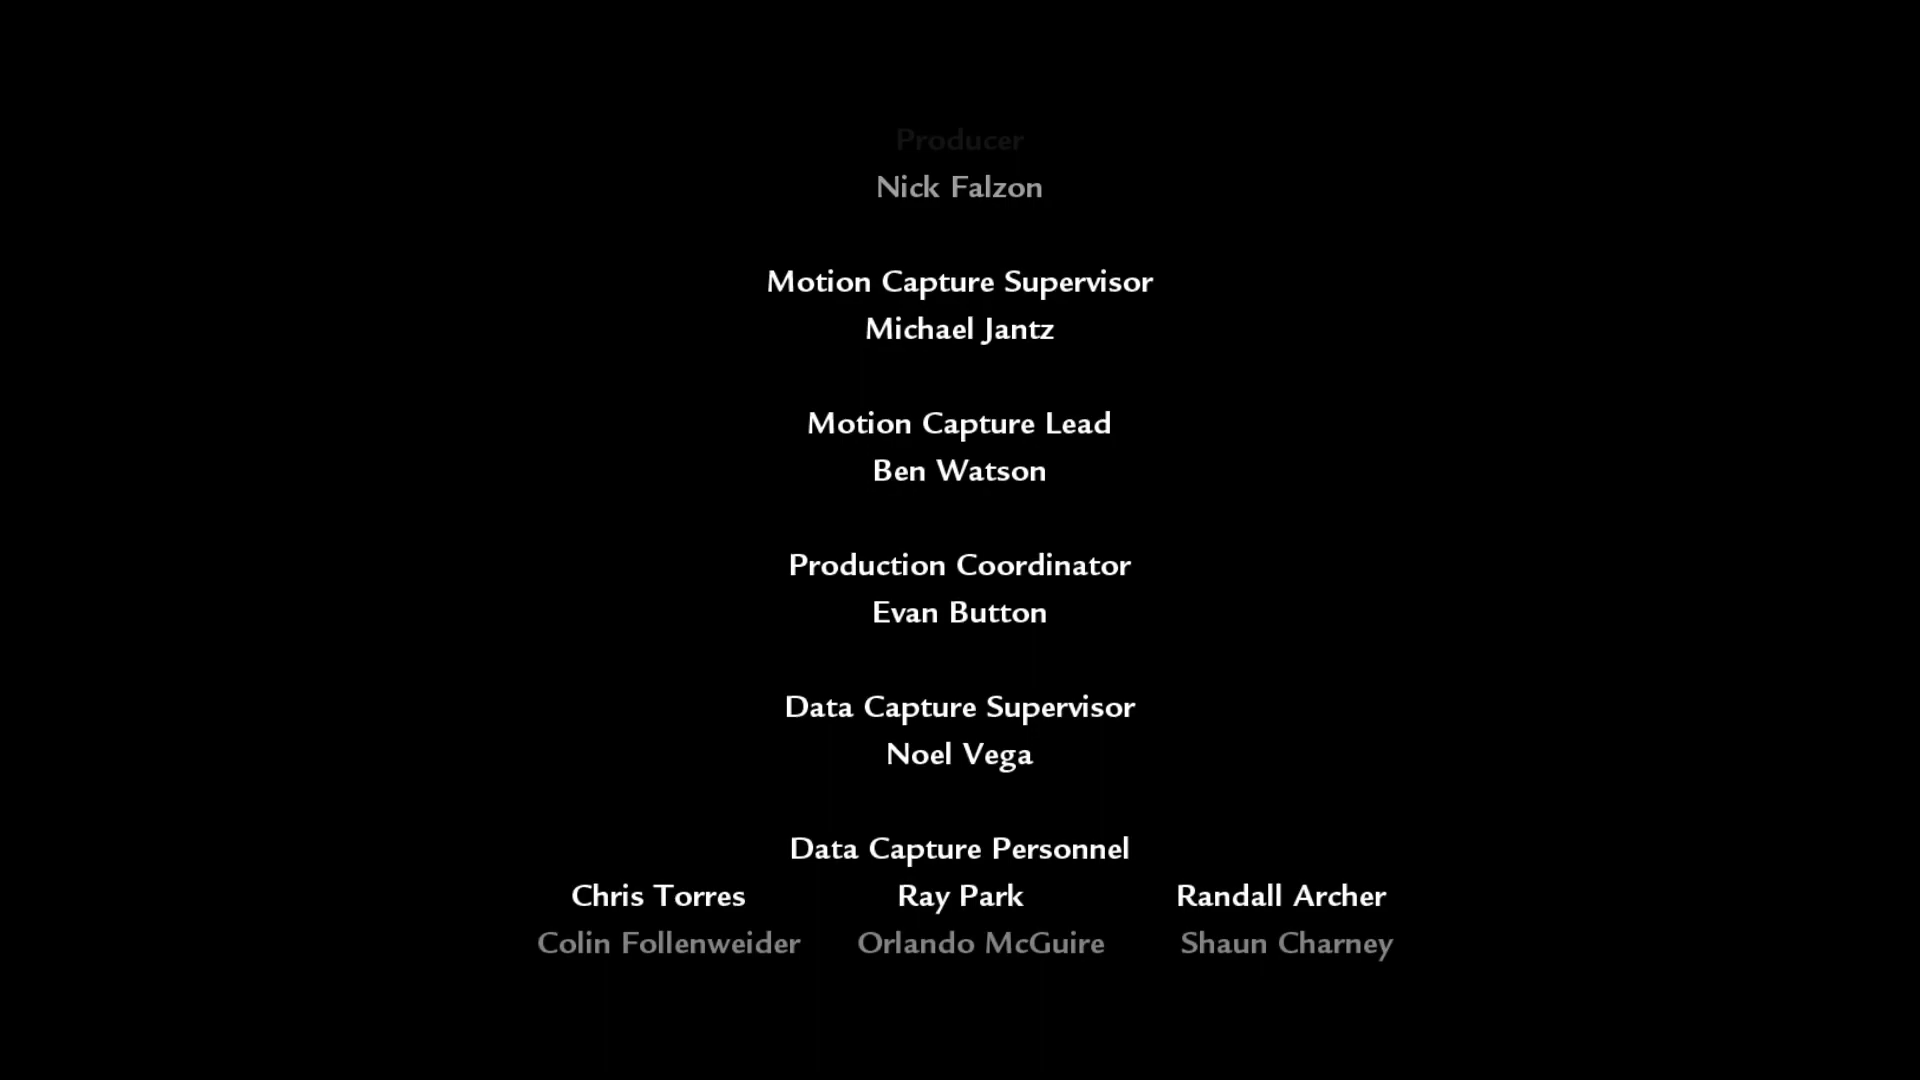 Producer
Nick Falzon
Motion Capture Supervisor
Michael Jantz
Motion Capture Lead
Ben Watson
Production Coordinator
Evan Button
Data Capture Supervisor
Noel Vega
Data Capture Personnel
Chris Torres Ray Park Randall Archer
Colin Follenweider Orlando McGuire Shaun Charney